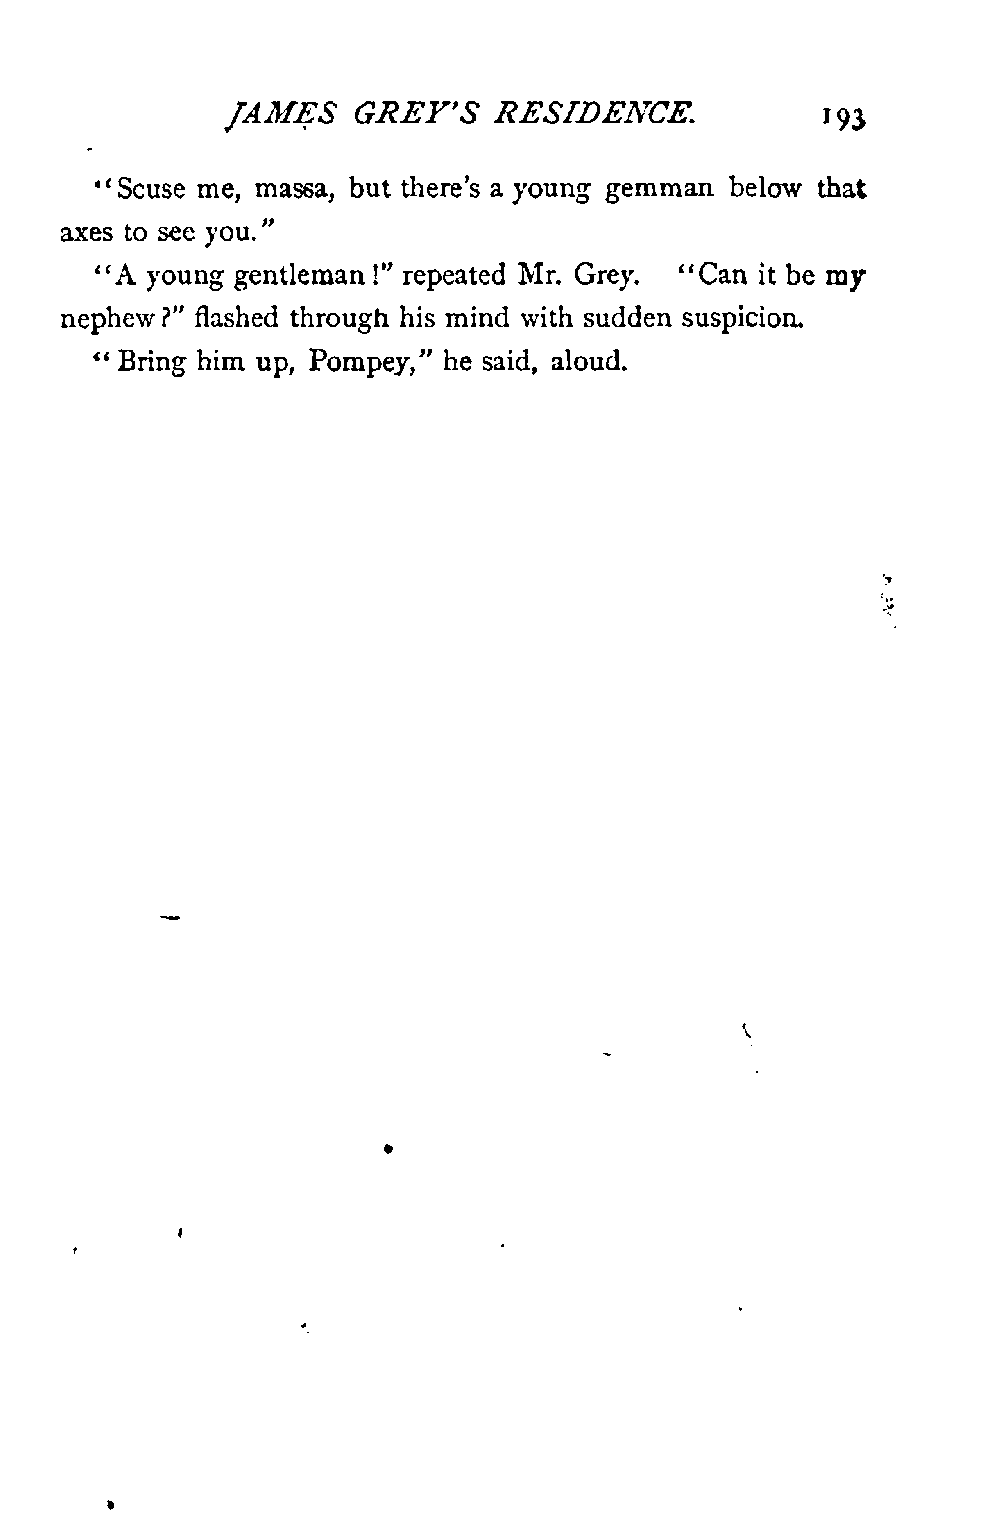 JAMES GREY'S RESIDENCE. 193
"Scuse me, massa, but there's a young gemman below that
axes to see you."
"A young gentleman!" repeated Mr. Grey. "Can it be my
nephew?" flashed through his mind with sudden suspicion.
"Bring him up, Pompey," he said, aloud.